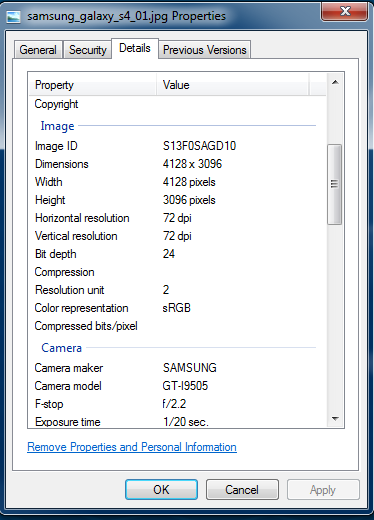 samsung_galaxy_s4_01.jpg Properties
General Security Details Previous Versions
Property Value
Copyright
Image
Image ID S13F0SAGD10
Dimensions 4128 x 3096
Width 4128 pixels
Height 3096 pixels
Horizontal resolution 72 dpi
Vertical resolution 72 dpi
Bit depth 24
Compression
Resolution unit 2
Color representation sRGB
Compressed bits/pixel
Camera
Camera maker SAMSUNG
Camera model GT-I9505
F-stop f/2.2
Exposure time 1/20 sec.
Remove Properties and Personal Information
OK Cancel Apply